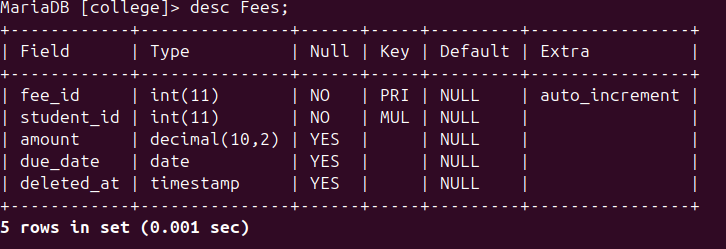 MariaDB [college]> desc Fees;
+------------+---------------+------+-----+---------+----------------+
| Field      | Type          | Null | Key | Default | Extra          |
+------------+---------------+------+-----+---------+----------------+
| fee_id     | int(11)       | NO   | PRI | NULL    | auto_increment |
| student_id | int(11)       | NO   | MUL | NULL    |                |
| amount     | decimal(10,2) | YES  |     | NULL    |                |
| due_date   | date          | YES  |     | NULL    |                |
| deleted_at | timestamp     | YES  |     | NULL    |                |
+------------+---------------+------+-----+---------+----------------+
5 rows in set (0.001 sec)